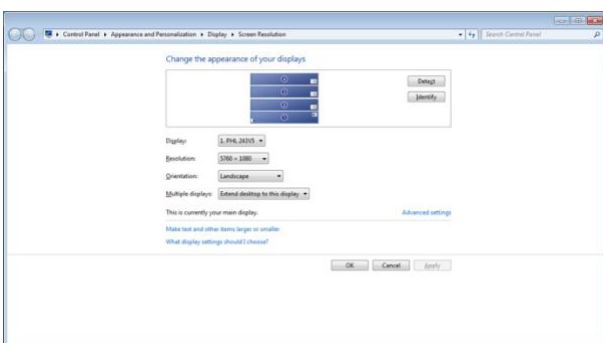 Control Panel ▸ Appearance and Personalization ▸ Display ▸ Screen Resolution
Search Control Panel
Change the appearance of your displays
Detect
Identify
Display: 1. PHL 243V5
Resolution: 5760 × 1080
Orientation: Landscape
Multiple displays: Extend desktop to this display
This is currently your main display.
Advanced settings
Make text and other items larger or smaller
What display settings should I choose?
OK Cancel Apply